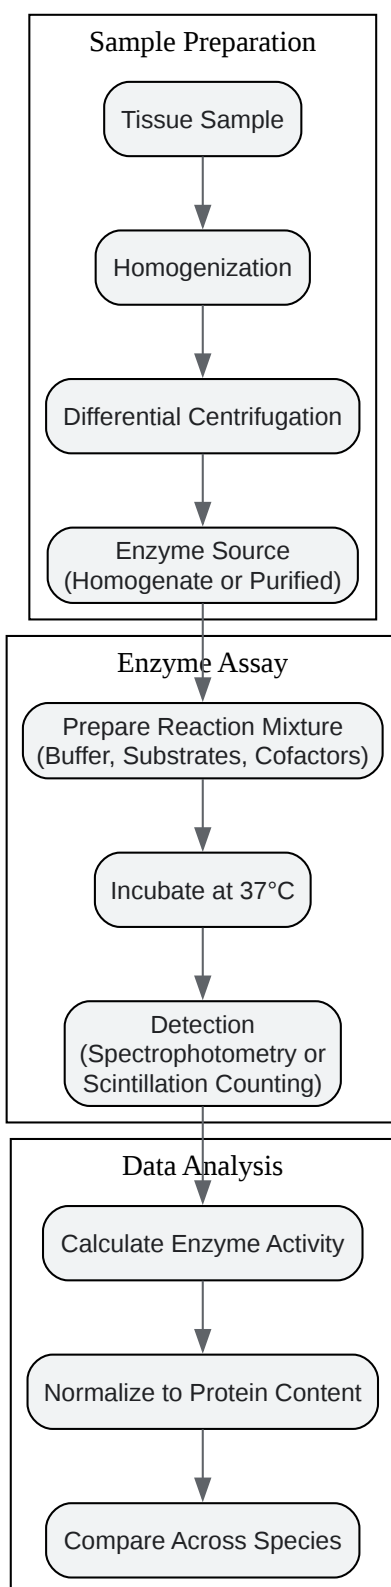 Sample Preparation
Tissue Sample
Homogenization
Differential Centrifugation
Enzyme Source
(Homogenate or Purified)
Enzyme Assay
Prepare Reaction Mixture
(Buffer, Substrates, Cofactors)
Incubate at 37°C
Detection
(Spectrophotometry or
Scintillation Counting)
Data Analysis
Calculate Enzyme Activity
Normalize to Protein Content
Compare Across Species